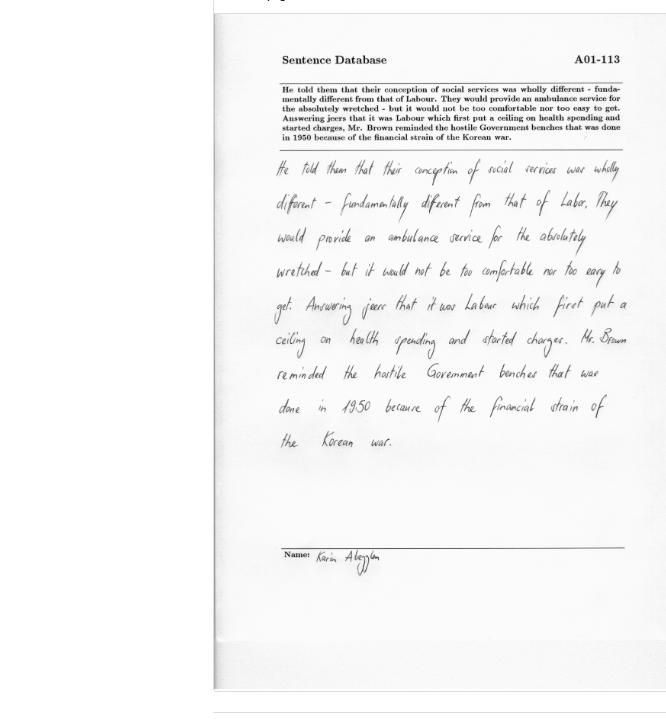 Sentence Database A01-113
He told them that their conception of social services was wholly different - funda-
mentally different from that of Labour. They would provide an ambulance service for
the absolutely wretched - but it would not be too comfortable nor too easy to get.
Answering jeers that it was Labour which first put a ceiling on health spending and
started charges, Mr. Brown reminded the hostile Government benches that was done
in 1950 because of the financial strain of the Korean war.
He told them that their conception of social services was wholly
different - fundamentally different from that of Labor. They
would provide an ambulance service for the absolutely
wretched - but it would not be too comfortable nor too easy to
get. Answering jeers that it was Labour which first put a
ceiling on health spending and started charges. Mr. Brown
reminded the hostile Government benches that was
done in 1950 because of the financial strain of
the Korean war.
Name: Karin Abegglen